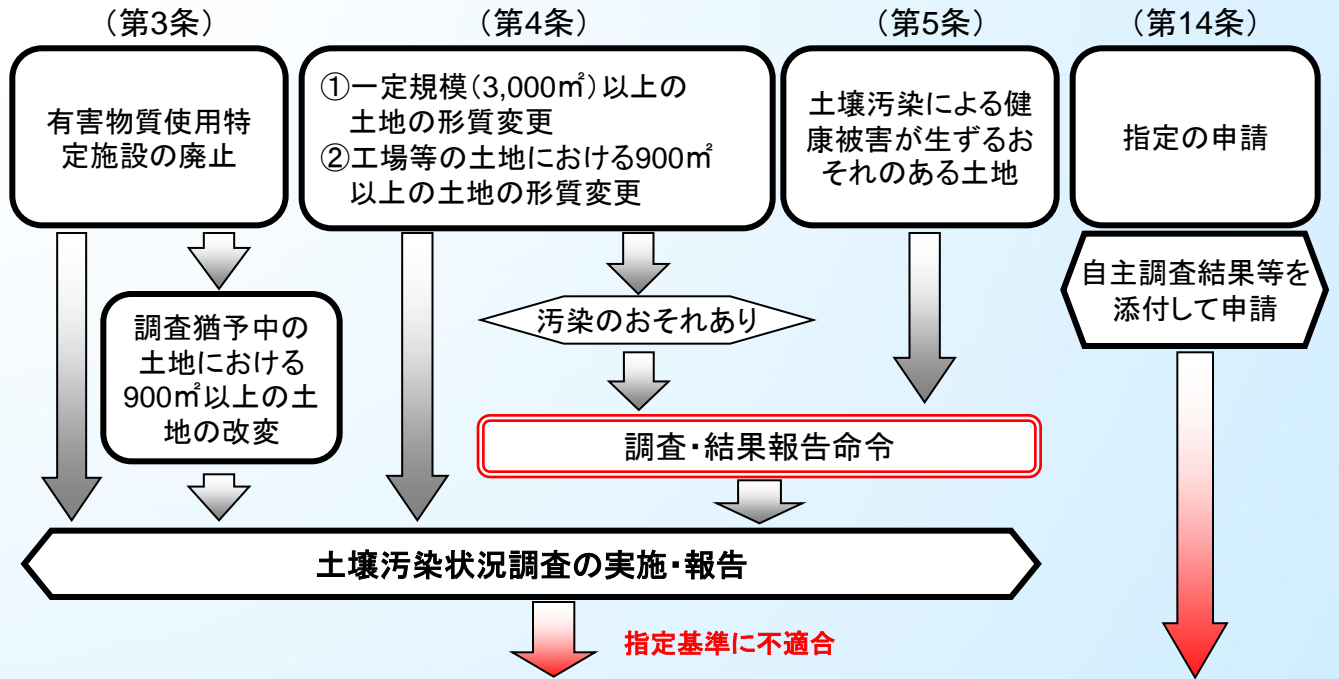 (第3条)
(第4条)
(第5条)
(第14条)
有害物質使用特
定施設の廃止
①一定規模(3,000㎡)以上の
土地の形質変更
②工場等の土地における900㎡
以上の土地の形質変更
土壌汚染による健
康被害が生ずるお
それのある土地
指定の申請
自主調査結果等を
添付して申請
調査猶予中の
土地における
900㎡以上の土
地の改変
汚染のおそれあり
調査・結果報告命令
土壌汚染状況調査の実施・報告
指定基準に不適合